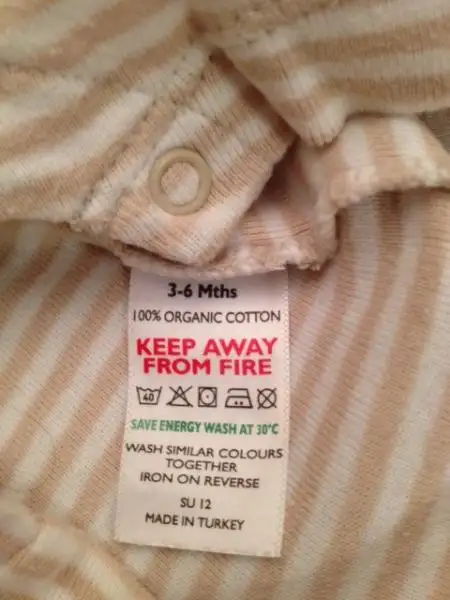 3-6 Mths
100% ORGANIC COTTON
KEEP AWAY
FROM FIRE
40
SAVE ENERGY WASH AT 30°C
WASH SIMILAR COLOURS
TOGETHER
IRON ON REVERSE
SU 12
MADE IN TURKEY